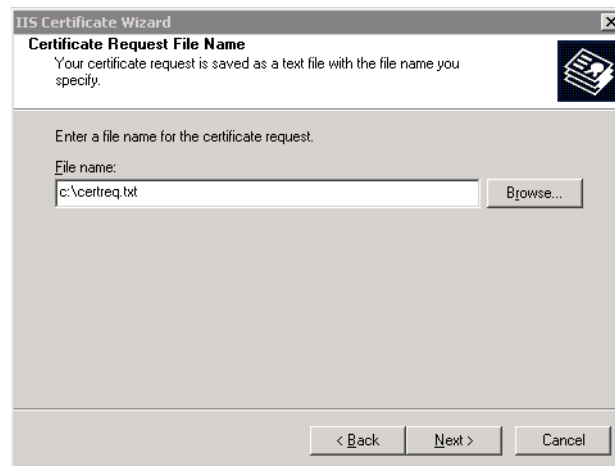 IIS Certificate Wizard
Certificate Request File Name
Your certificate request is saved as a text file with the file name you
specify.
Enter a file name for the certificate request.
File name:
c:\certreq.txt
Browse...
< Back
Next >
Cancel